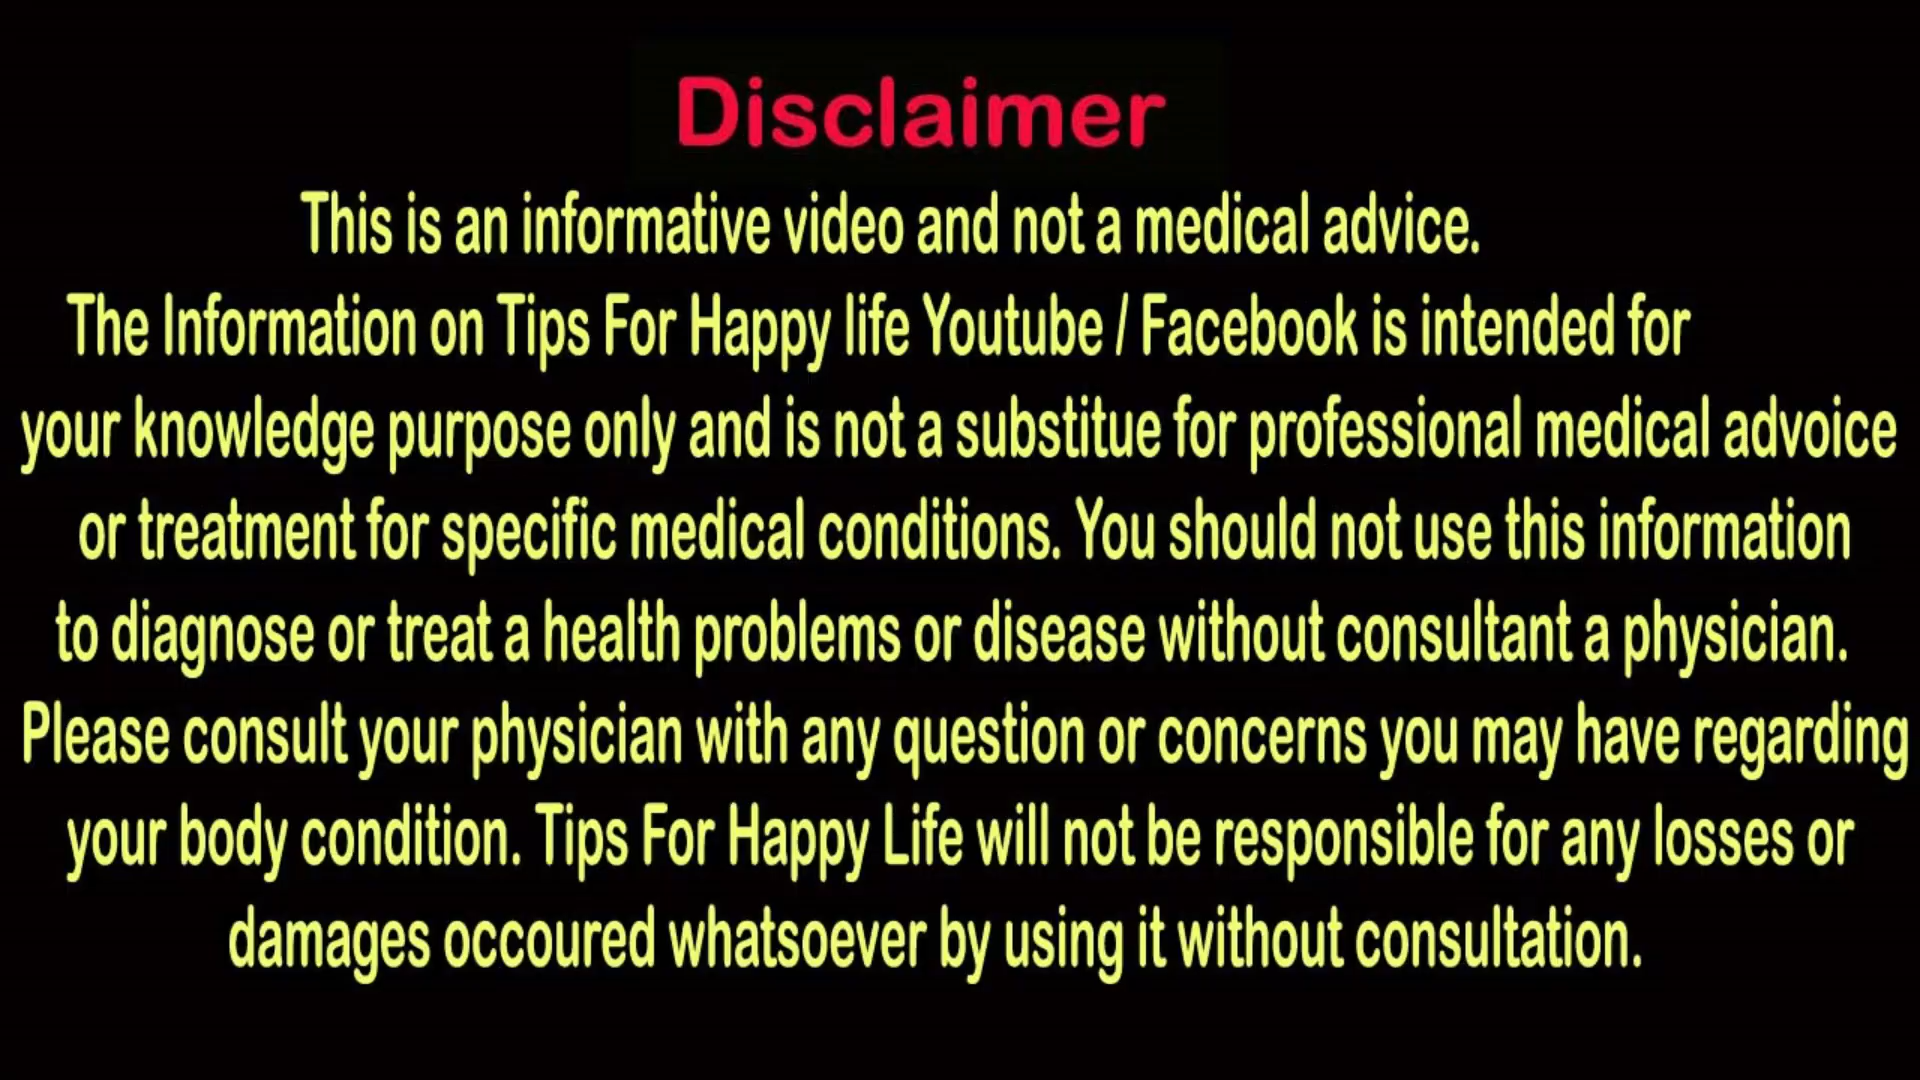 Disclaimer
This is an informative video and not a medical advice.
The Information on Tips For Happy life Youtube / Facebook is intended for
your knowledge purpose only and is not a substitue for professional medical advoice
or treatment for specific medical conditions. You should not use this information
to diagnose or treat a health problems or disease without consultant a physician.
Please consult your physician with any question or concerns you may have regarding
your body condition. Tips For Happy Life will not be responsible for any losses or
damages occoured whatsoever by using it without consultation.